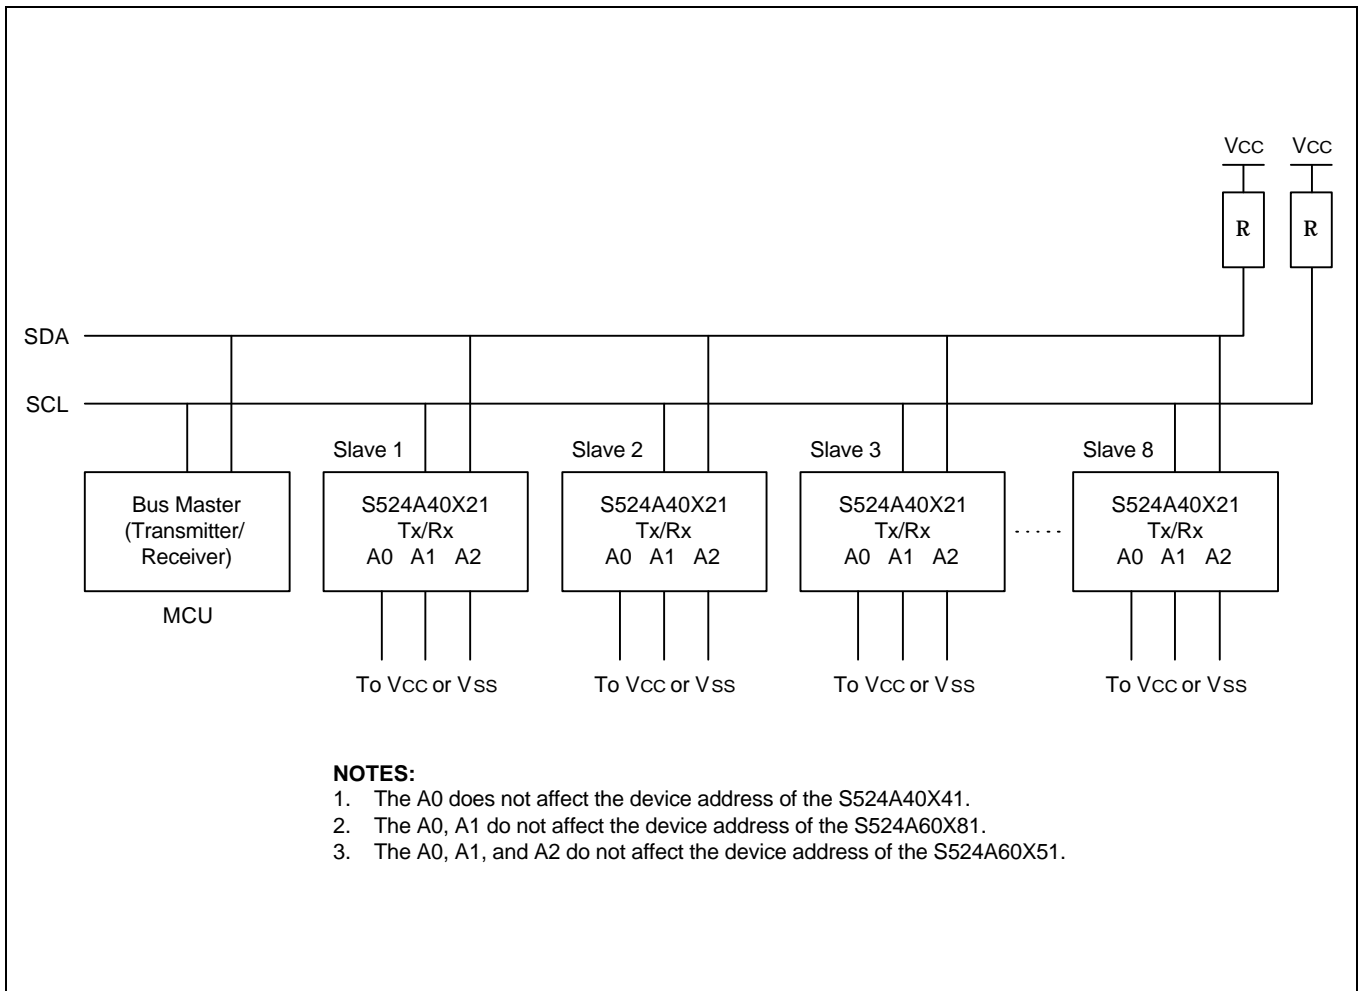 VCC VCC
R R
SDA
SCL
Slave 1 Slave 2 Slave 3 Slave 8
Bus Master
(Transmitter/
Receiver)
MCU
S524A40X21
Tx/Rx
A0 A1 A2
To VCC or VSS
S524A40X21
Tx/Rx
A0 A1 A2
To VCC or VSS
S524A40X21
Tx/Rx
A0 A1 A2
To VCC or VSS
S524A40X21
Tx/Rx
A0 A1 A2
To VCC or VSS
NOTES:
1. The A0 does not affect the device address of the S524A40X41.
2. The A0, A1 do not affect the device address of the S524A60X81.
3. The A0, A1, and A2 do not affect the device address of the S524A60X51.